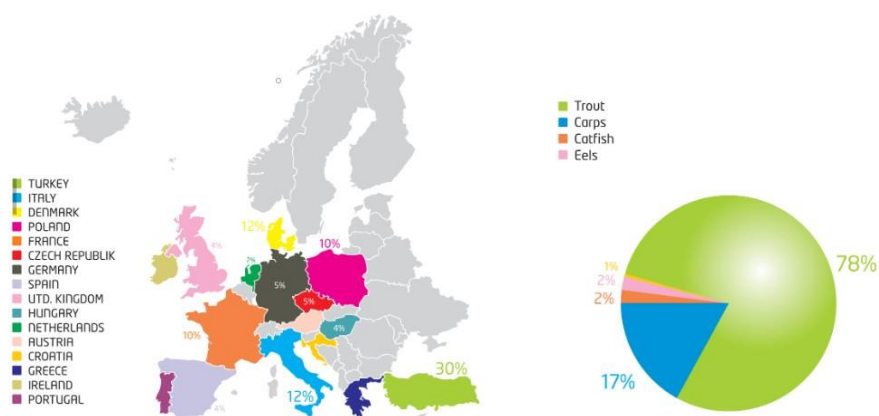 TURKEY
ITALY
DENMARK
POLAND
FRANCE
CZECH REPUBLIK
GERMANY
SPAIN
UTD. KINGDOM
HUNGARY
NETHERLANDS
AUSTRIA
CROATIA
GREECE
IRELAND
PORTUGAL
12%
10%
4%
5%
5%
4%
10%
12%
30%
4%
Trout
Carps
Catfish
Eels
78%
1%
2%
2%
17%